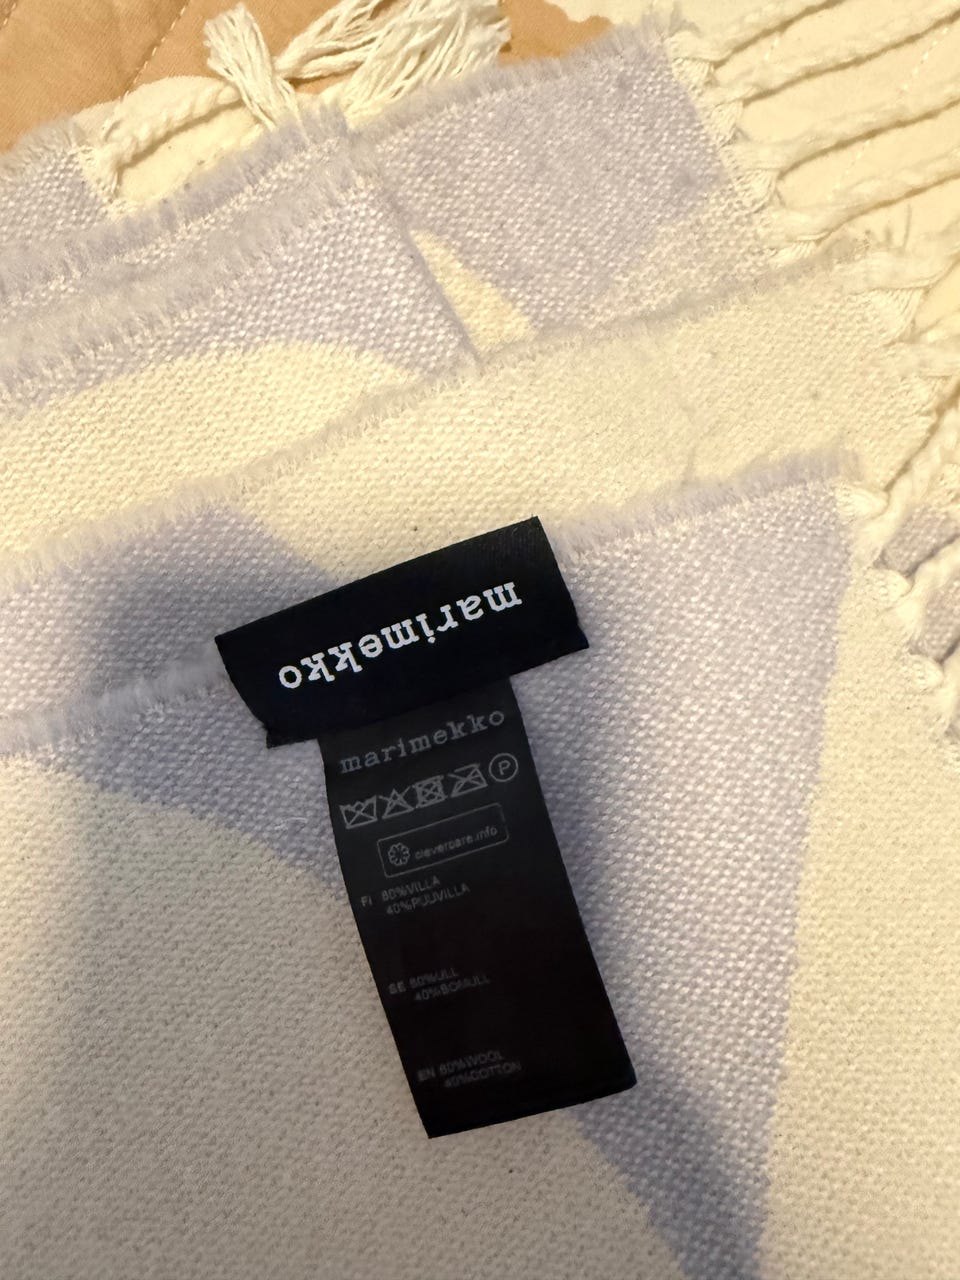 marimekko
marimekko
P
clevercare.info
FI 60%VILLA
40%PUUVILLA
SE 60%ULL
40%BOMULL
EN 60%WOOL
40%COTTON